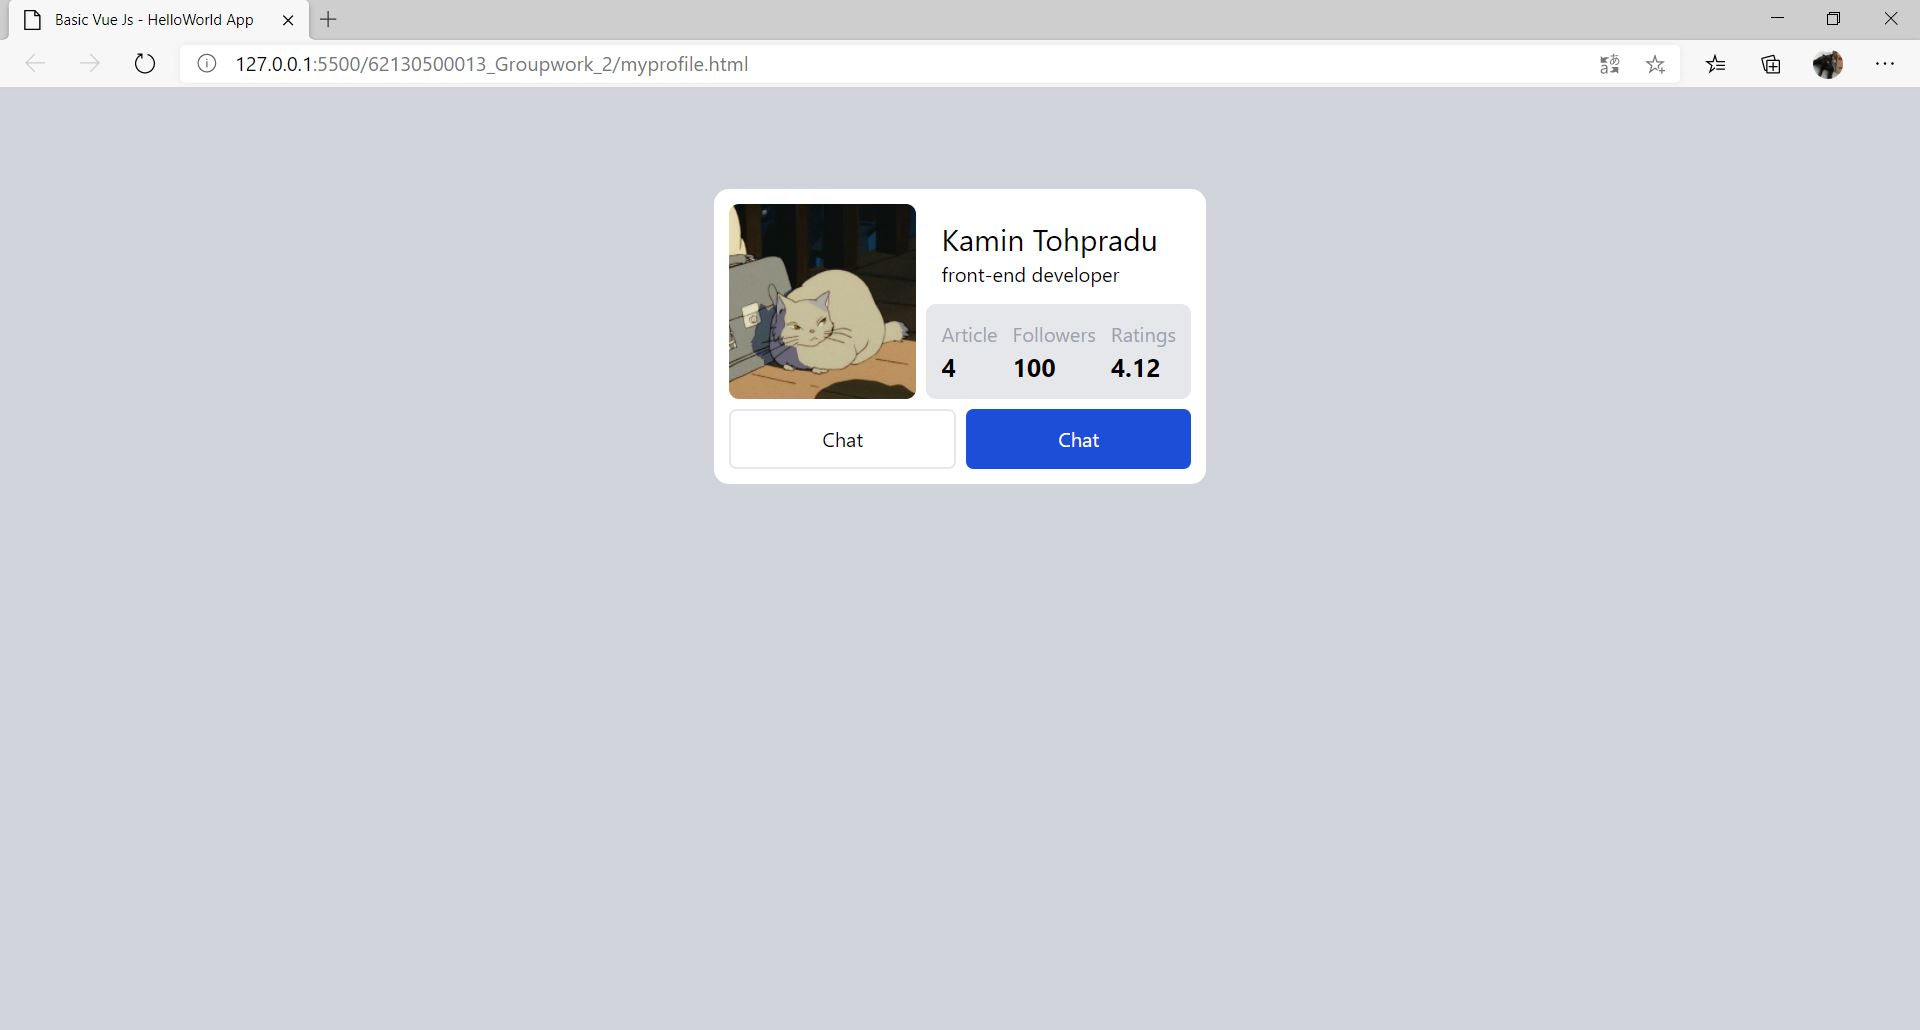 Basic Vue Js - HelloWorld App
127.0.0.1:5500/62130500013_Groupwork_2/myprofile.html
Kamin Tohpradu
front-end developer
Article Followers Ratings
4 100 4.12
Chat Chat